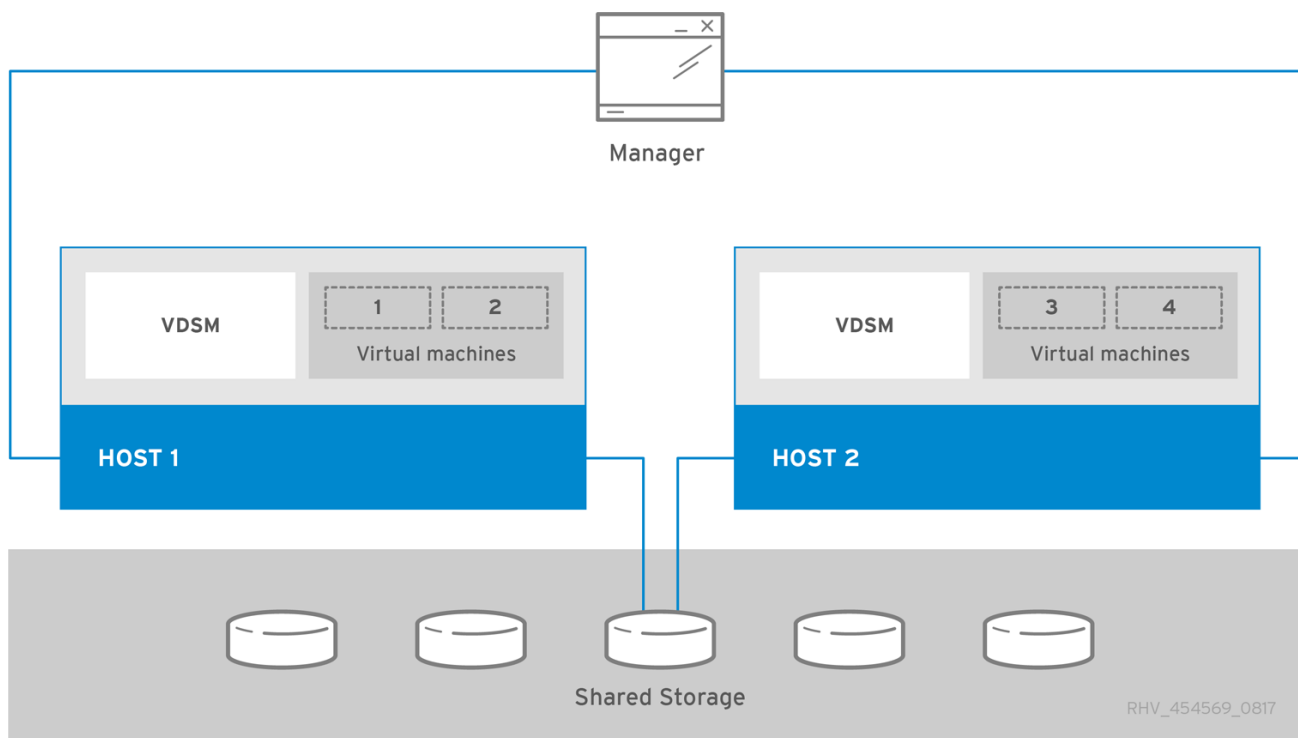 Manager
VDSM
1
2
Virtual machines
HOST 1
VDSM
3
4
Virtual machines
HOST 2
Shared Storage
RHV_454569_0817